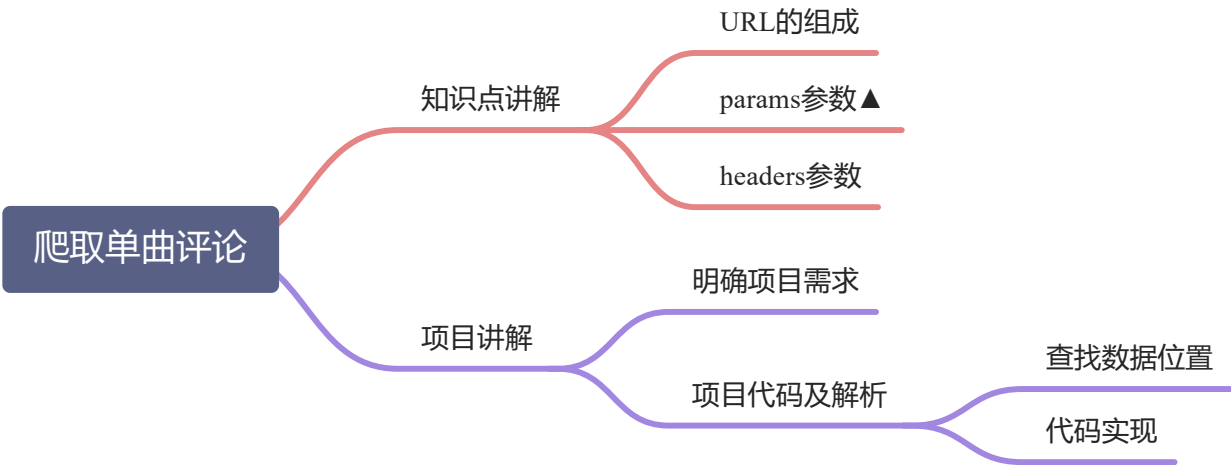 爬取单曲评论
知识点讲解
URL的组成
params参数▲
headers参数
项目讲解
明确项目需求
项目代码及解析
查找数据位置
代码实现